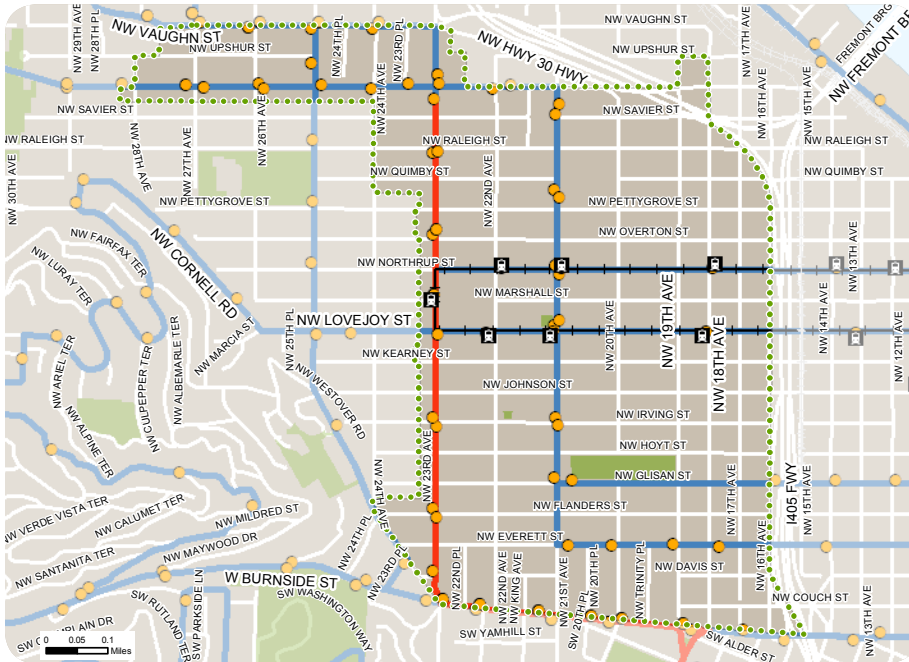 NW 29TH AVE
NW 28TH PL
NW VAUGHN ST
NW UPSHUR ST
NW 24TH PL
NW 23RD PL
NW 24TH AVE
NW HWY 30 HWY
NW VAUGHN ST
NW UPSHUR ST
NW 17TH AVE
NW 16TH AVE
NW 15TH AVE
FREMONT BRG
NW FREMONT BRG
NW SAVIER ST
NW SAVIER ST
NW RALEIGH ST
NW 28TH AVE
NW 27TH AVE
NW 26TH AVE
NW RALEIGH ST
NW RALEIGH ST
NW QUIMBY ST
NW QUIMBY ST
NW 30TH AVE
NW PETTYGROVE ST
NW 22ND AVE
NW PETTYGROVE ST
NW OVERTON ST
NW FAIRFAX TER
NW CORNELL RD
NW LURAY TER
NW NORTHRUP ST
NW MARSHALL ST
NW 13TH AVE
NW 14TH AVE
NW 12TH AVE
NW LOVEJOY ST
NW 25TH PL
NW MARCIA ST
NW ALBEMARLE TER
NW CULPEPPER TER
NW ARIEL TER
NW ALPINE TER
NW 20TH AVE
NW 19TH AVE
NW 18TH AVE
NW KEARNEY ST
NW JOHNSON ST
NW WESTOVER RD
NW IRVING ST
NW HOYT ST
NW GLISAN ST
NW 23RD AVE
NW 24TH AVE
NW FLANDERS ST
NW 17TH AVE
I405 FWY
NW 15TH AVE
NW VERDE VISTA TER
NW CALUMET TER
NW MILDRED ST
NW MAYWOOD DR
NW SANTANITA TER
NW EVERETT ST
NW DAVIS ST
NW 16TH AVE
NW 24TH PL
NW 23RD PL
W BURNSIDE ST
SW WASHINGTON WAY
NW 22ND PL
NW 22ND AVE
NW KING AVE
NW 21ST AVE
NW 20TH PL
SW 20TH PL
NW TRINITY PL
NW COUCH ST
NW 13TH AVE
SW RUTLAND TER
SW PARKSIDE LN
SW YAMHILL ST
SW ALDER ST
0 0.05 0.1
Miles